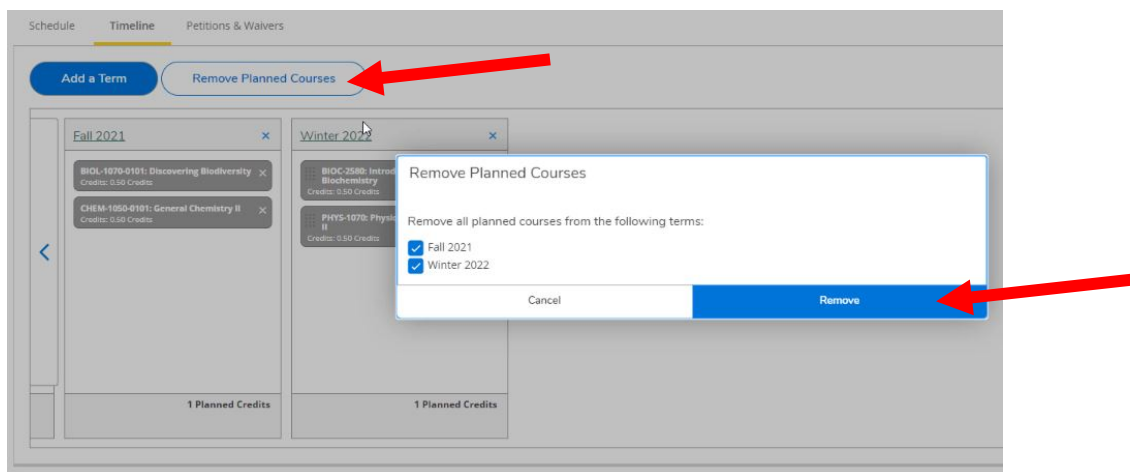 Schedule Timeline Petitions & Waivers
Add a Term Remove Planned Courses
Fall 2021
BIOL-1070-0101: Discovering Biodiversity
Credits: 0.50 Credits
CHEM-1050-0101: General Chemistry II
Credits: 0.50 Credits
1 Planned Credits
Winter 2022
BIOC-2580: Introd
Biochemistry
Credits: 0.50 Credits
PHYS-1070: Physi
II
Credits: 0.50 Credits
1 Planned Credits
Remove Planned Courses
Remove all planned courses from the following terms:
Fall 2021
Winter 2022
Cancel Remove